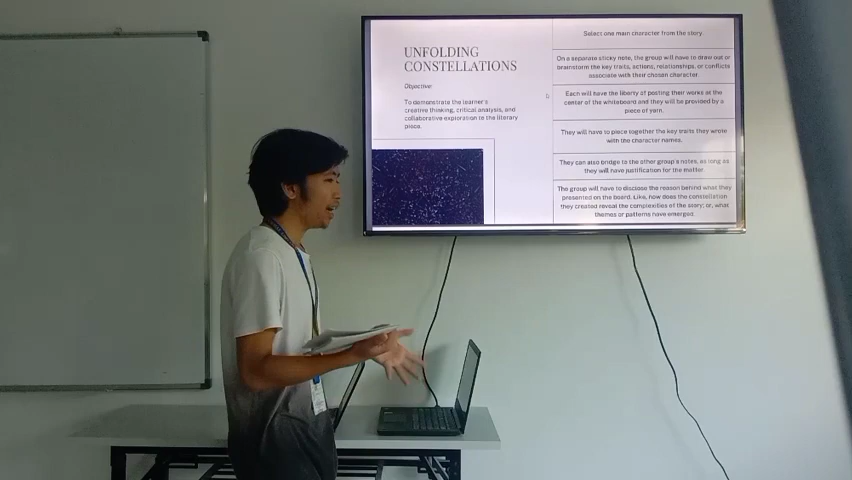 UNFOLDING
CONSTELLATIONS
Objective
To demonstrate the learner's
creative thinking, critical analysis, and
collaborative exploration to the literary
piece.
Select one main character from the story.
On a separate sticky note, the group will have to draw out or
brainstorm the key traits, actions, relationships, or conflicts
associate with their chosen character.
Each will have the liberty of posting their works at the
center of the whiteboard and they will be provided by a
piece of yarn.
They will have to piece together the key traits they wrote
with the character names.
They can also bridge to the other group's notes, as long as
they will have justification for the matter.
The group will have to disclose the reason behind what they
presented on the board. Like, how does the constellation
they created reveal the complexities of the story; or, what
themes or patterns have emerged.